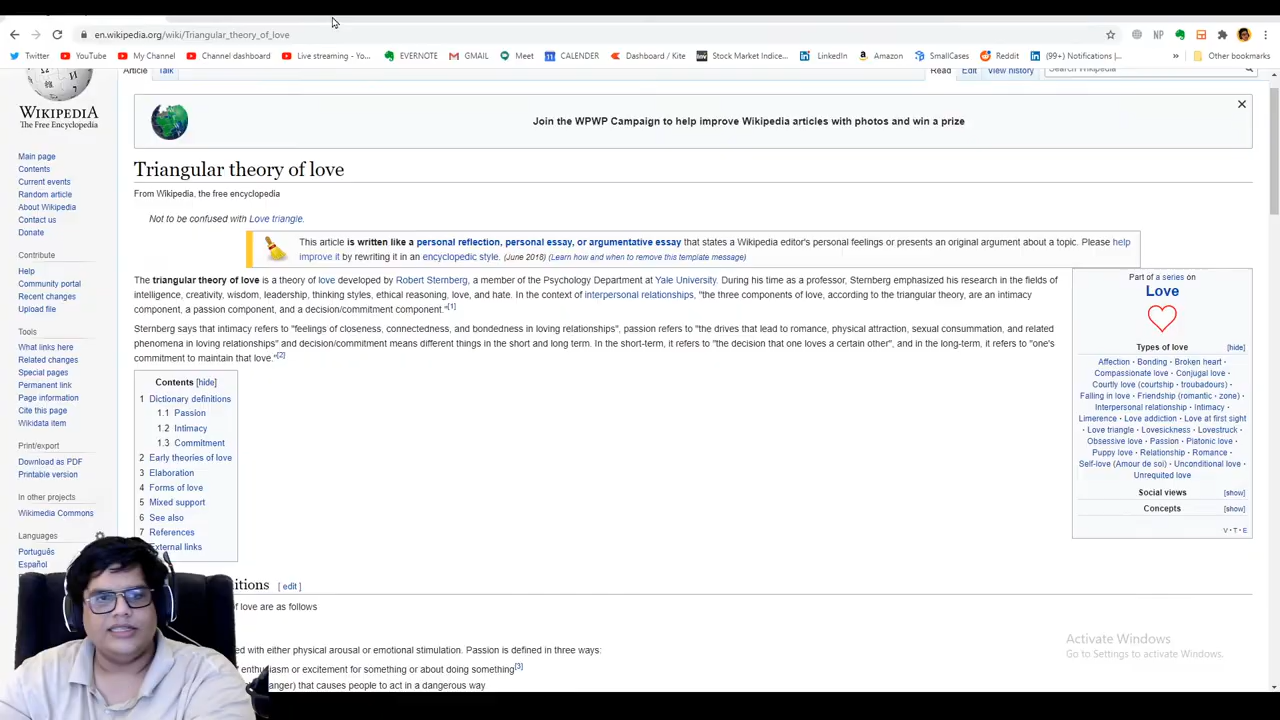 en.wikipedia.org/wiki/Triangular_theory_of_love
NP
Twitter YouTube My Channel Channel dashboard Live streaming - Yo... EVERNOTE GMAIL Meet CALENDER Dashboard / Kite Stock Market Indice... LinkedIn Amazon SmallCases Reddit (99+) Notifications |... » Other bookmarks
Article Talk Read Edit View history Search Wikipedia
WIKIPEDIA
The Free Encyclopedia
Join the WPWP Campaign to help improve Wikipedia articles with photos and win a prize
Main page
Contents
Current events
Random article
About Wikipedia
Contact us
Donate
Contribute
Help
Community portal
Recent changes
Upload file
Tools
What links here
Related changes
Special pages
Permanent link
Page information
Cite this page
Wikidata item
Print/export
Download as PDF
Printable version
In other projects
Wikimedia Commons
Languages
Português
Español
Triangular theory of love
From Wikipedia, the free encyclopedia
Not to be confused with Love triangle.
This article is written like a personal reflection, personal essay, or argumentative essay that states a Wikipedia editor's personal feelings or presents an original argument about a topic. Please help
improve it by rewriting it in an encyclopedic style. (June 2018) (Learn how and when to remove this template message)
The triangular theory of love is a theory of love developed by Robert Sternberg, a member of the Psychology Department at Yale University. During his time as a professor, Sternberg emphasized his research in the fields of
intelligence, creativity, wisdom, leadership, thinking styles, ethical reasoning, love, and hate. In the context of interpersonal relationships, "the three components of love, according to the triangular theory, are an intimacy
component, a passion component, and a decision/commitment component."[1]
Sternberg says that intimacy refers to "feelings of closeness, connectedness, and bondedness in loving relationships", passion refers to "the drives that lead to romance, physical attraction, sexual consummation, and related
phenomena in loving relationships" and decision/commitment means different things in the short and long term. In the short-term, it refers to "the decision that one loves a certain other", and in the long-term, it refers to "one's
commitment to maintain that love."[2]
Contents [hide]
1 Dictionary definitions
1.1 Passion
1.2 Intimacy
1.3 Commitment
2 Early theories of love
3 Elaboration
4 Forms of love
5 Mixed support
6 See also
7 References
External links
Part of a series on
Love
Types of love [hide]
Affection · Bonding · Broken heart ·
Compassionate love · Conjugal love ·
Courtly love (courtship · troubadours) ·
Falling in love · Friendship (romantic · zone) ·
Interpersonal relationship · Intimacy ·
Limerence · Love addiction · Love at first sight
· Love triangle · Lovesickness · Lovestruck ·
Obsessive love · Passion · Platonic love ·
Puppy love · Relationship · Romance ·
Self-love (Amour de soi) · Unconditional love ·
Unrequited love
Social views [show]
Concepts [show]
V · T · E
itions [ edit ]
of love are as follows
ed with either physical arousal or emotional stimulation. Passion is defined in three ways:
enthusiasm or excitement for something or about doing something[3]
anger) that causes people to act in a dangerous way
Activate Windows
Go to Settings to activate Windows.